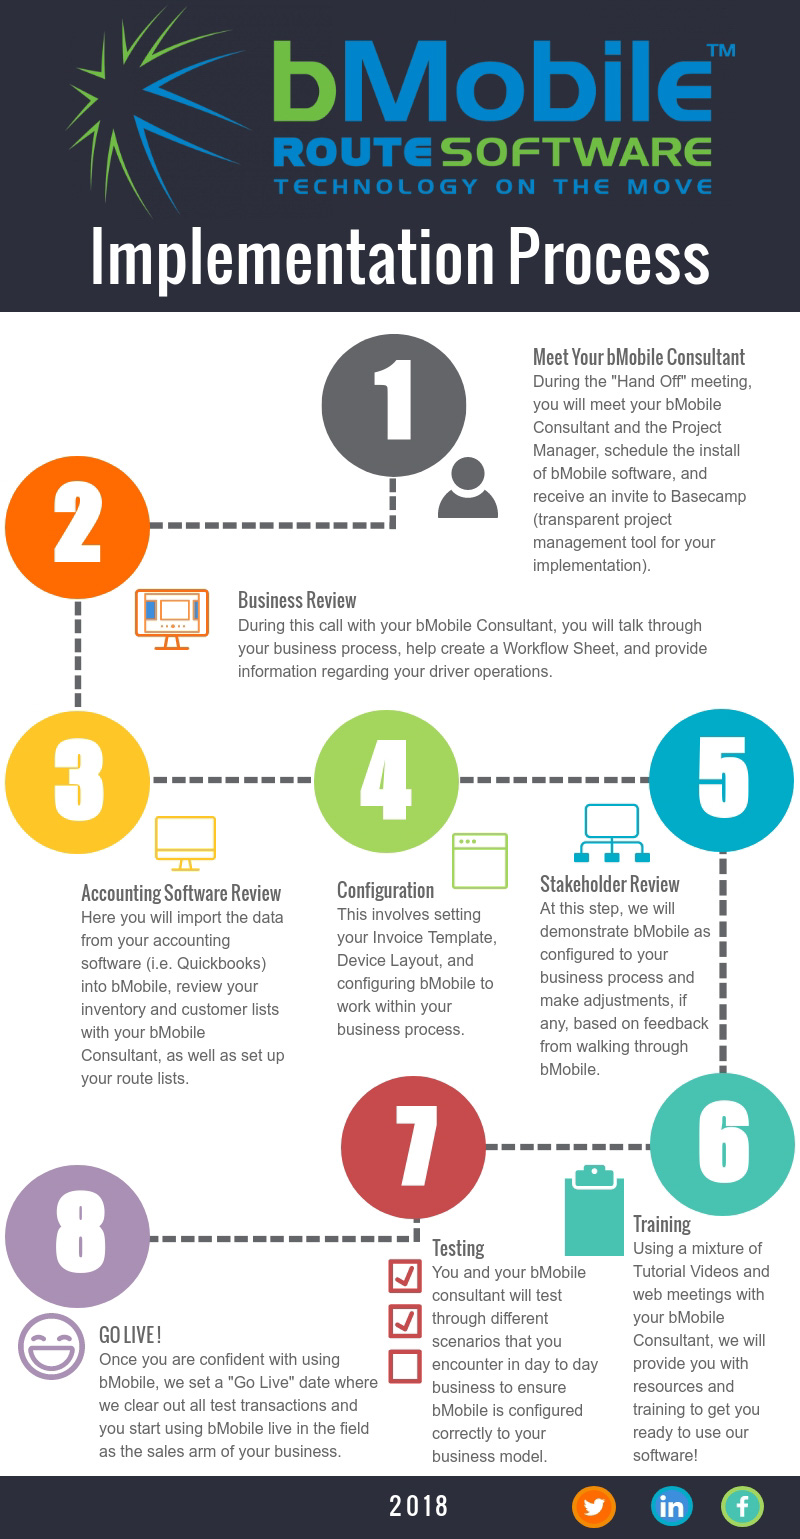 bMobile™
ROUTE SOFTWARE
TECHNOLOGY ON THE MOVE
Implementation Process
1
Meet Your bMobile Consultant
During the "Hand Off" meeting,
you will meet your bMobile
Consultant and the Project
Manager, schedule the install
of bMobile software, and
receive an invite to Basecamp
(transparent project
management tool for your
implementation).
2
Business Review
During this call with your bMobile Consultant, you will talk through
your business process, help create a Workflow Sheet, and provide
information regarding your driver operations.
3
Accounting Software Review
Here you will import the data
from your accounting
software (i.e. Quickbooks)
into bMobile, review your
inventory and customer lists
with your bMobile
Consultant, as well as set up
your route lists.
4
Configuration
This involves setting
your Invoice Template,
Device Layout, and
configuring bMobile to
work within your
business process.
5
Stakeholder Review
At this step, we will
demonstrate bMobile as
configured to your
business process and
make adjustments, if
any, based on feedback
from walking through
bMobile.
6
Training
Using a mixture of
Tutorial Videos and
web meetings with
your bMobile
Consultant, we will
provide you with
resources and
training to get you
ready to use our
software!
7
Testing
You and your bMobile
consultant will test
through different
scenarios that you
encounter in day to day
business to ensure
bMobile is configured
correctly to your
business model.
8
GO LIVE !
Once you are confident with using
bMobile, we set a "Go Live" date where
we clear out all test transactions and
you start using bMobile live in the field
as the sales arm of your business.
2018
in
f